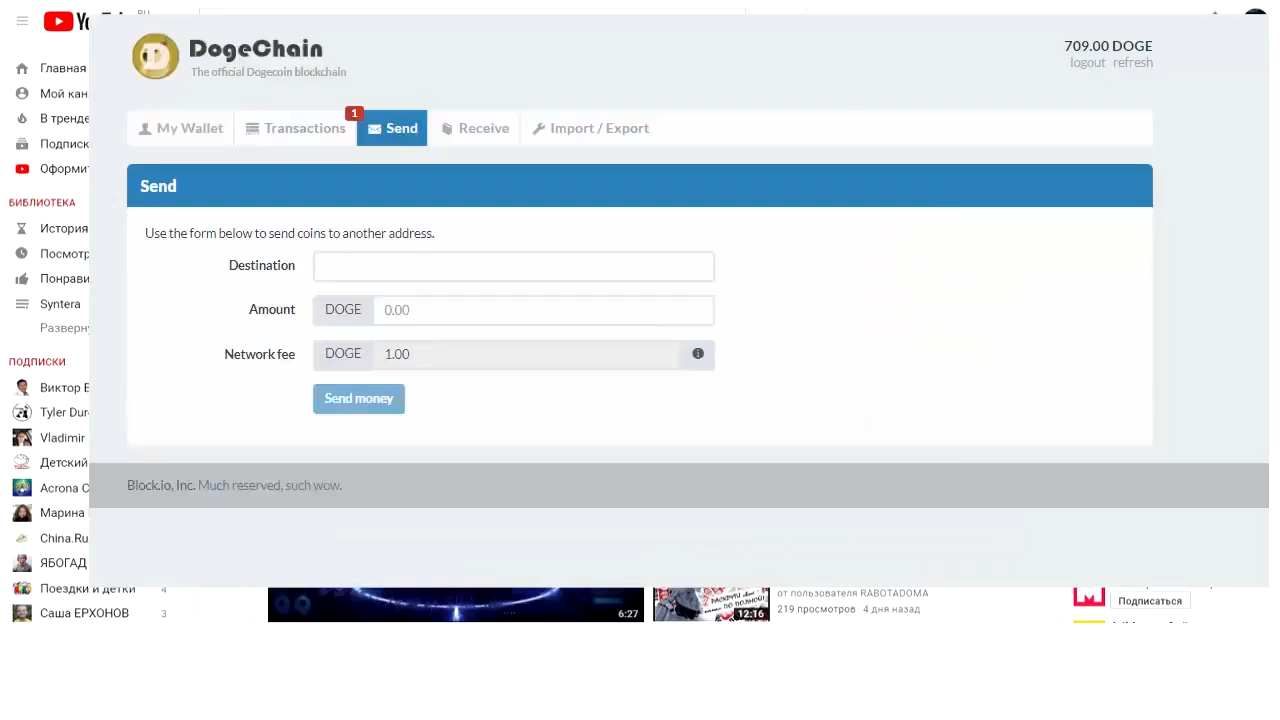 RU
DogeChain
The official Dogecoin blockchain
709.00 DOGE
logout refresh
1
My Wallet
Transactions
Send
Receive
Import / Export
Send
Use the form below to send coins to another address.
Destination
Amount DOGE 0.00
Network fee DOGE 1.00
Send money
Block.io, Inc. Much reserved, such wow.
Главная
Мой кан
В тренде
Подписк
Оформит
БИБЛИОТЕКА
История
Посмотр
Понрави
Syntera
Разверну
ПОДПИСКИ
Виктор Е
Tyler Dur
Vladimir
Детский
Acrona C
Марина
China.Ru
ЯБОГАД
Поездки и детки 4
Саша ЕРХОНОВ 3
6:27
12:16
от пользователя RABOTADOMA
219 просмотров 4 дня назад
Подписаться